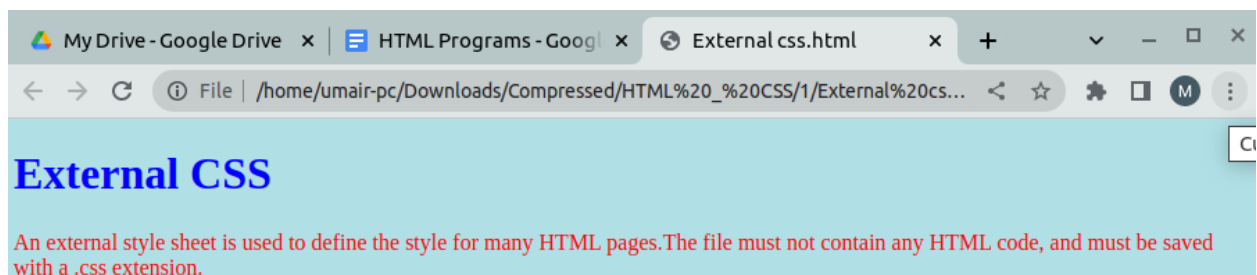 My Drive - Google Drive
HTML Programs - Googl
External css.html
File | /home/umair-pc/Downloads/Compressed/HTML%20_%20CSS/1/External%20cs...
M
Cu
External CSS
An external style sheet is used to define the style for many HTML pages.The file must not contain any HTML code, and must be saved
with a .css extension.